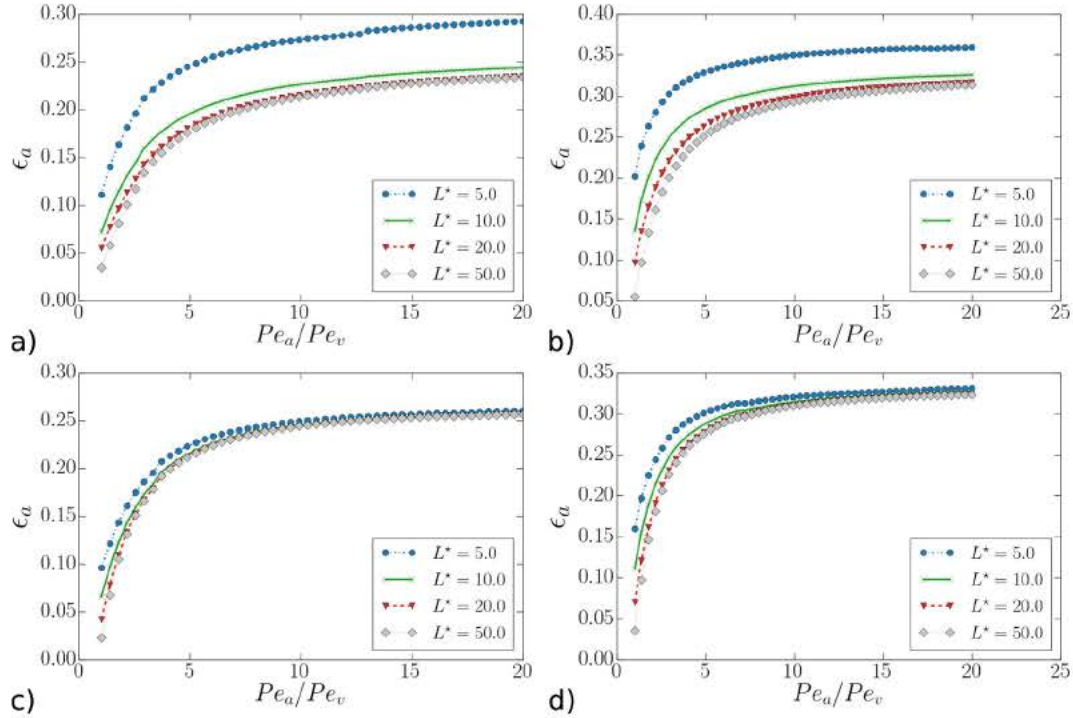 0.30
0.25
0.20
0.15
0.10
0.05
0.00
ϵₐ
0 5 10 15 20
Peₐ/Peᵥ
L⋆ = 5.0
L⋆ = 10.0
L⋆ = 20.0
L⋆ = 50.0
a)
0.40
0.35
0.30
0.25
0.20
0.15
0.10
0.05
ϵₐ
0 5 10 15 20 25
Peₐ/Peᵥ
L⋆ = 5.0
L⋆ = 10.0
L⋆ = 20.0
L⋆ = 50.0
b)
0.30
0.25
0.20
0.15
0.10
0.05
0.00
ϵₐ
0 5 10 15 20
Peₐ/Peᵥ
L⋆ = 5.0
L⋆ = 10.0
L⋆ = 20.0
L⋆ = 50.0
c)
0.35
0.30
0.25
0.20
0.15
0.10
0.05
0.00
ϵₐ
0 5 10 15 20 25
Peₐ/Peᵥ
L⋆ = 5.0
L⋆ = 10.0
L⋆ = 20.0
L⋆ = 50.0
d)